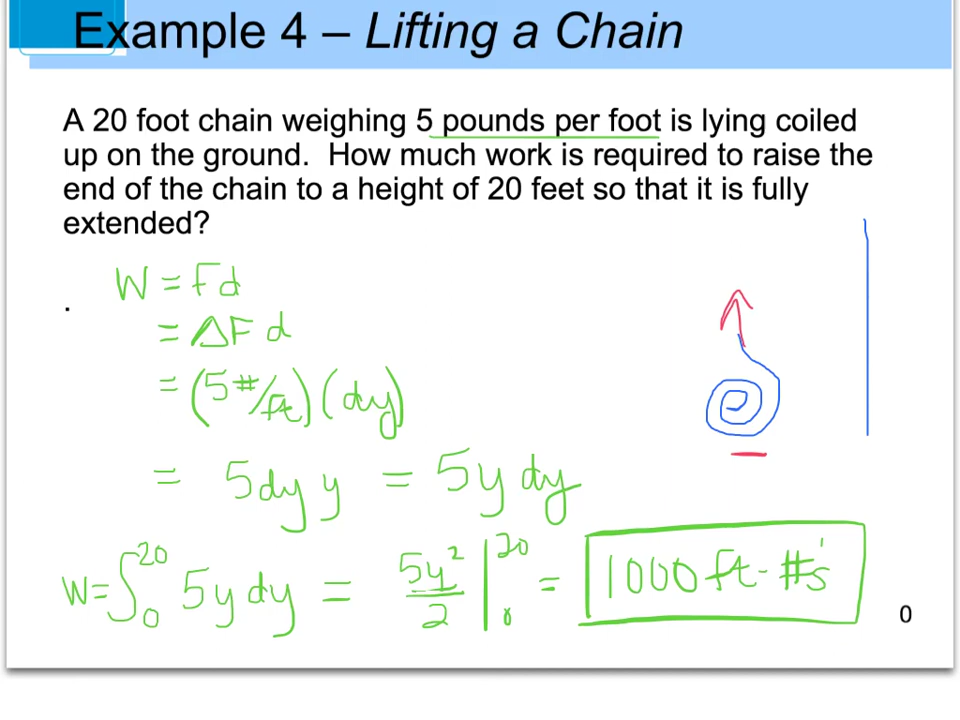 Example 4 – Lifting a Chain
A 20 foot chain weighing 5 pounds per foot is lying coiled
up on the ground. How much work is required to raise the
end of the chain to a height of 20 feet so that it is fully
extended?
.
W = Fd
= ΔF d
= (5 #/ft) (dy)
= 5dy y = 5y dy
W = ∫₀²⁰ 5y dy = 5y²/2 |₀²⁰ = 1000 ft-#'s
0